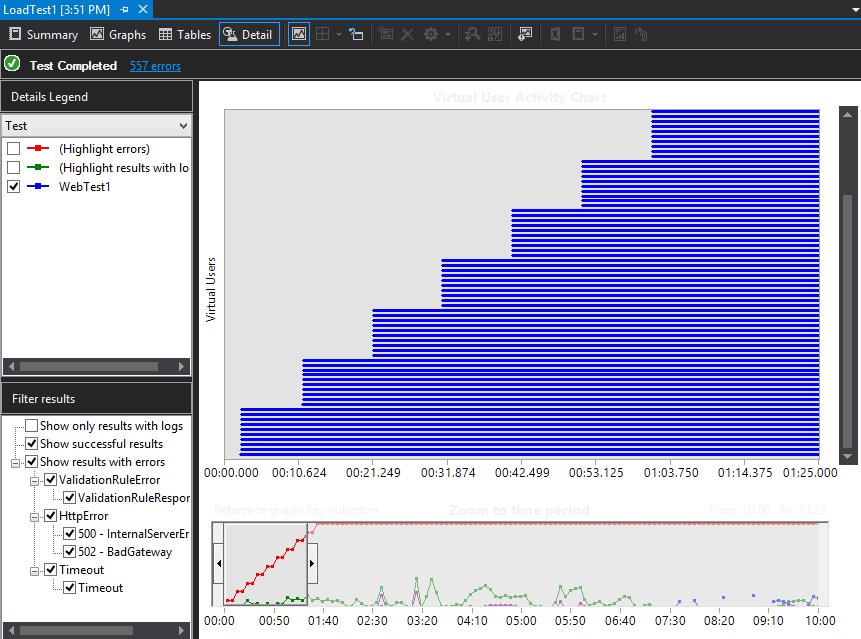 LoadTest1 [3:51 PM]
Summary Graphs Tables Detail
Test Completed 557 errors
Details Legend
Test
(Highlight errors)
(Highlight results with lo
WebTest1
Filter results
Show only results with logs
Show successful results
Show results with errors
ValidationRuleError
ValidationRuleRespor
HttpError
500 - InternalServerEr
502 - BadGateway
Timeout
Timeout
Virtual User Activity Chart
Virtual Users
00:00.000 00:10.624 00:21.249 00:31.874 00:42.499 00:53.125 01:03.750 01:14.375 01:25.000
Reference graph: Key Indicators Zoom to time period From: 00:00 To: 01:25
00:00 00:50 01:40 02:30 03:20 04:10 05:00 05:50 06:40 07:30 08:20 09:10 10:00